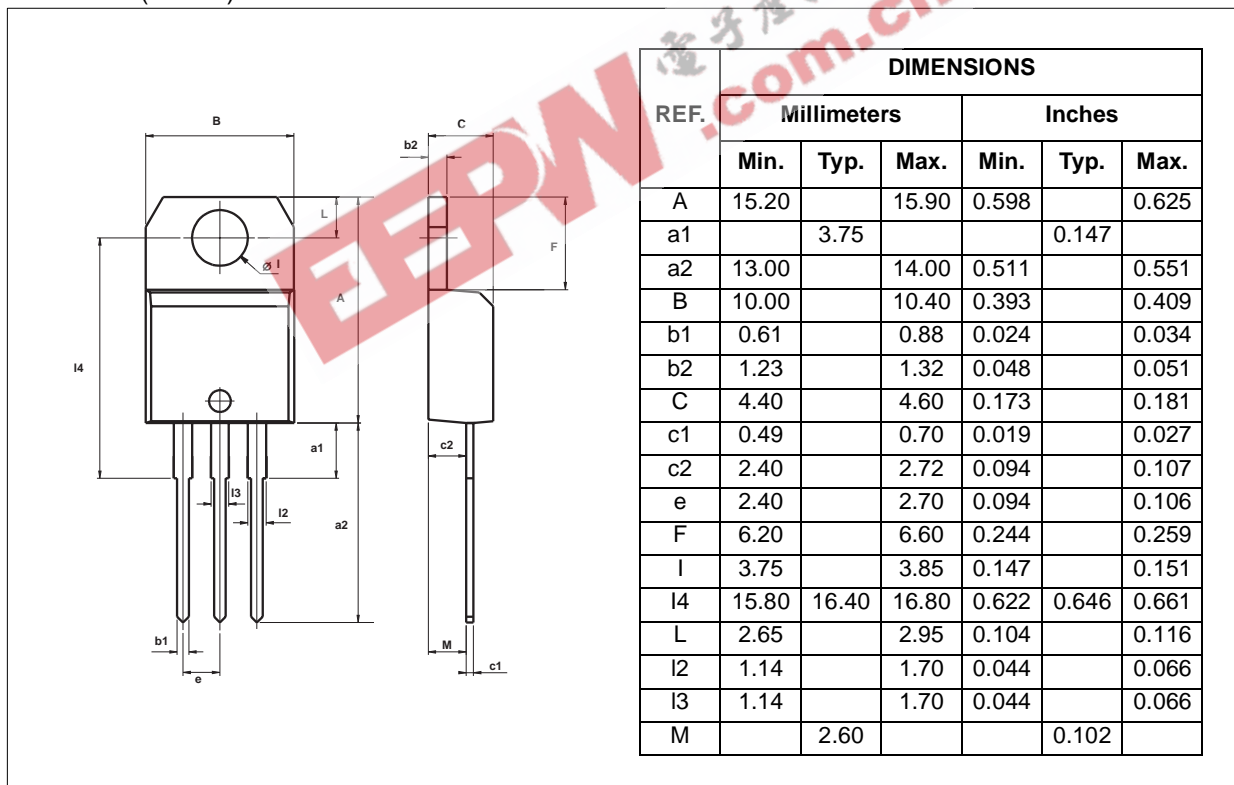 B
C
b2
L
F
Ø I
A
l4
a1
c2
l3
l2
a2
b1
M
e
c1
EEPW
.com.cn
DIMENSIONS
REF. Millimeters Inches
Min. Typ. Max. Min. Typ. Max.
A 15.20 15.90 0.598 0.625
a1 3.75 0.147
a2 13.00 14.00 0.511 0.551
B 10.00 10.40 0.393 0.409
b1 0.61 0.88 0.024 0.034
b2 1.23 1.32 0.048 0.051
C 4.40 4.60 0.173 0.181
c1 0.49 0.70 0.019 0.027
c2 2.40 2.72 0.094 0.107
e 2.40 2.70 0.094 0.106
F 6.20 6.60 0.244 0.259
I 3.75 3.85 0.147 0.151
I4 15.80 16.40 16.80 0.622 0.646 0.661
L 2.65 2.95 0.104 0.116
l2 1.14 1.70 0.044 0.066
l3 1.14 1.70 0.044 0.066
M 2.60 0.102